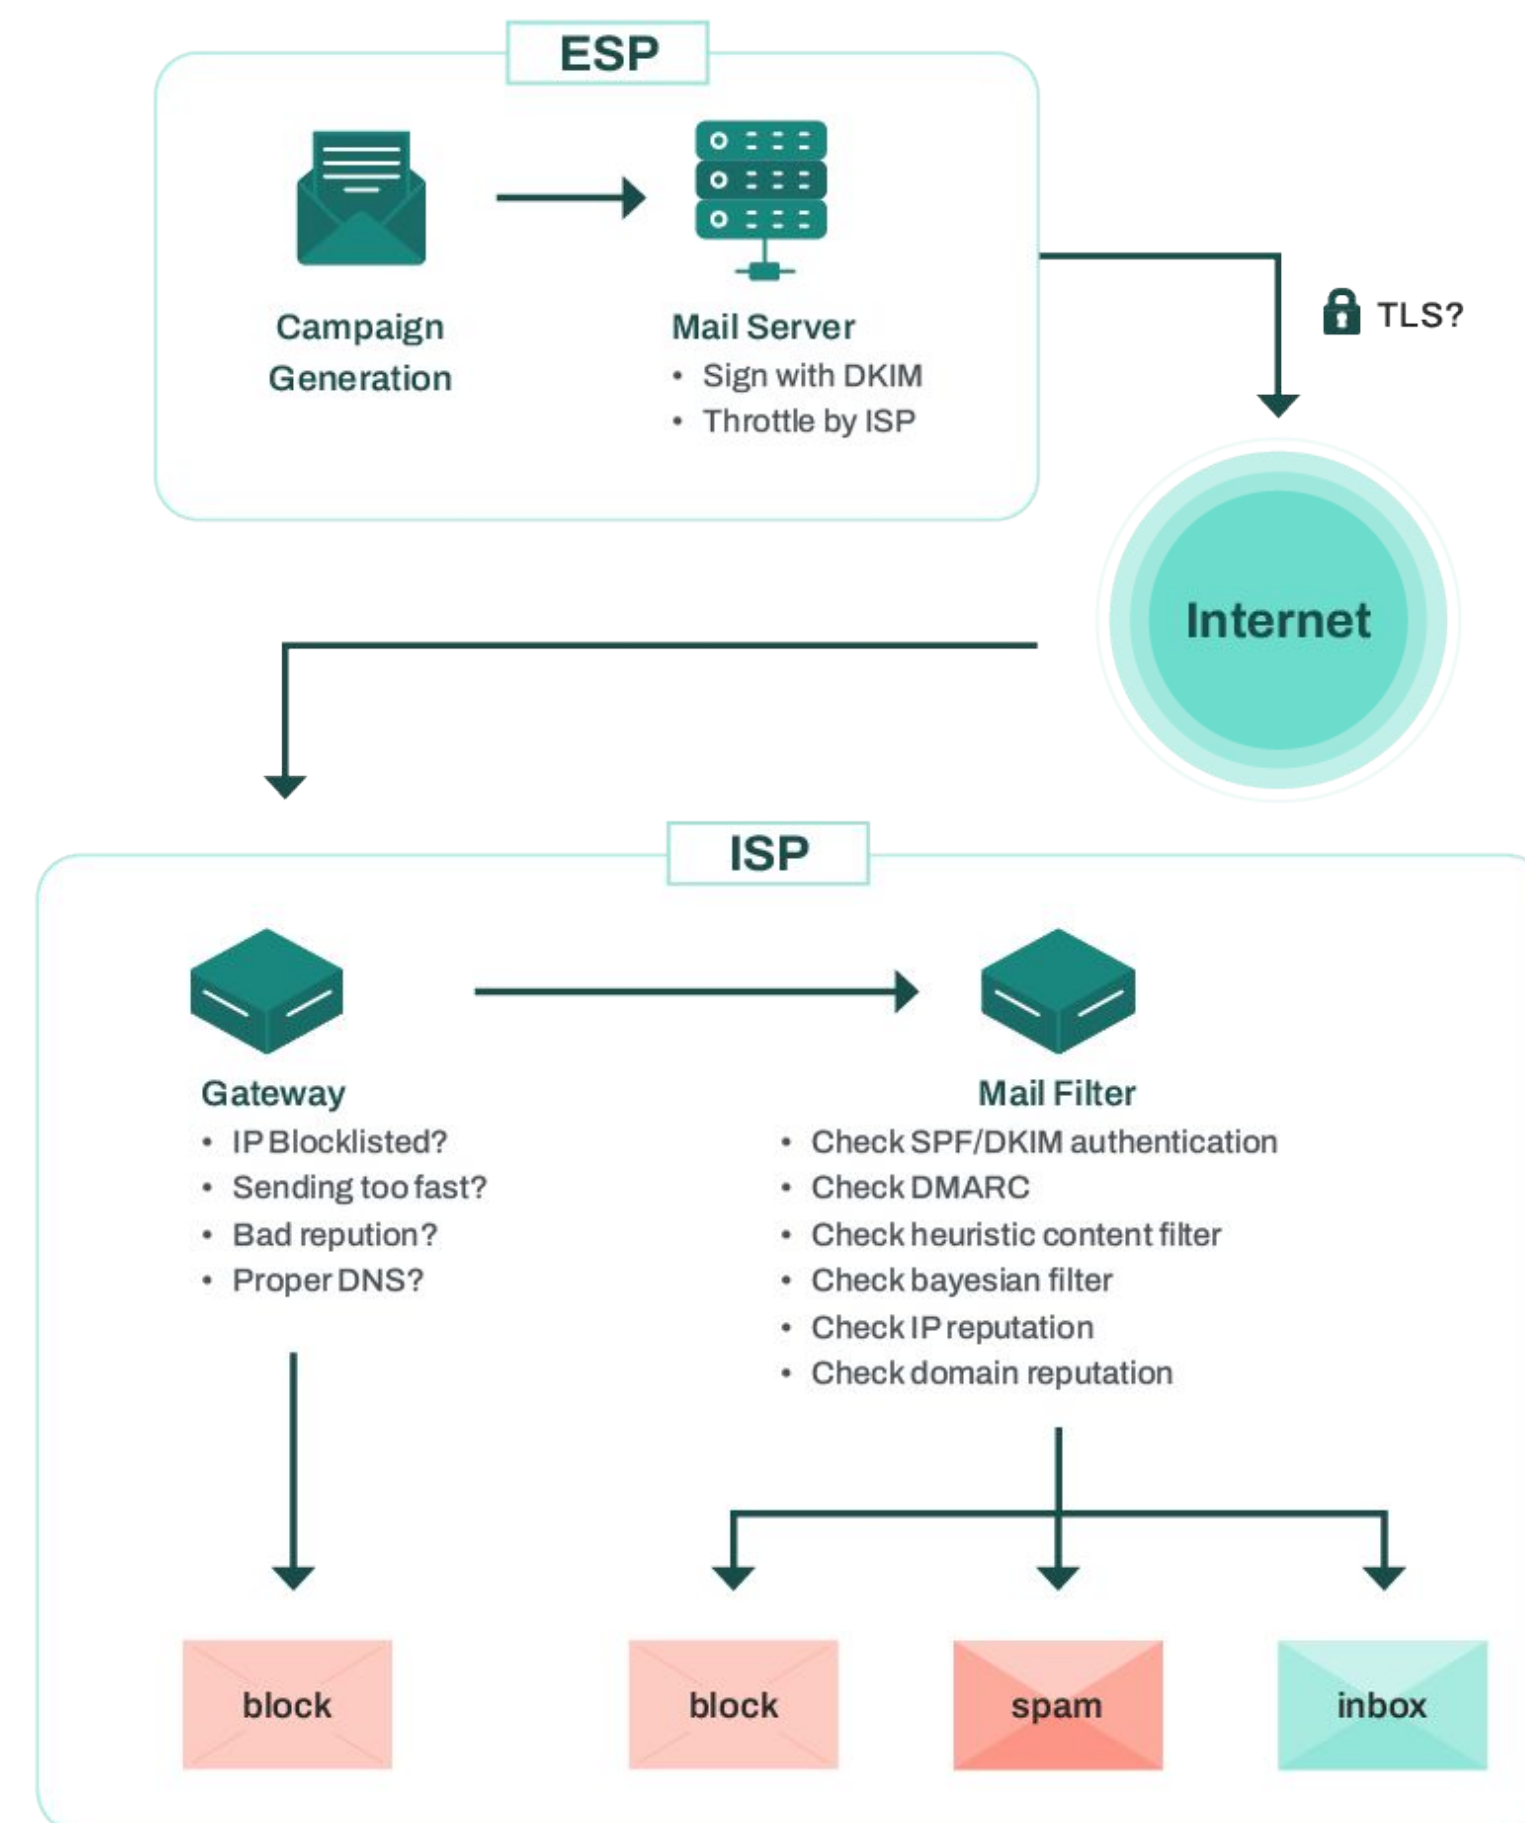 ESP
Campaign
Generation
Mail Server
• Sign with DKIM
• Throttle by ISP
TLS?
Internet
ISP
Gateway
• IP Blocklisted?
• Sending too fast?
• Bad repution?
• Proper DNS?
Mail Filter
• Check SPF/DKIM authentication
• Check DMARC
• Check heuristic content filter
• Check bayesian filter
• Check IP reputation
• Check domain reputation
block
block
spam
inbox